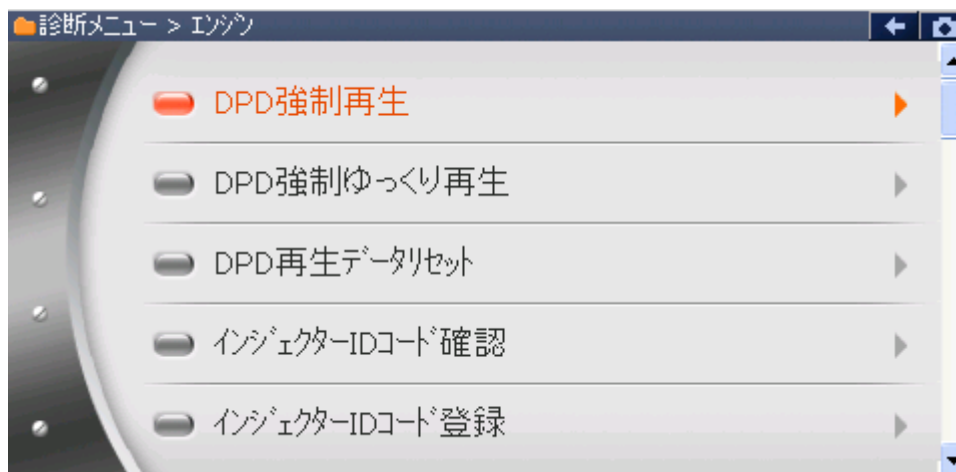 診断メニュー > エンジン
DPD強制再生
DPD強制ゆっくり再生
DPD再生データリセット
インジェクターIDコード確認
インジェクターIDコード登録